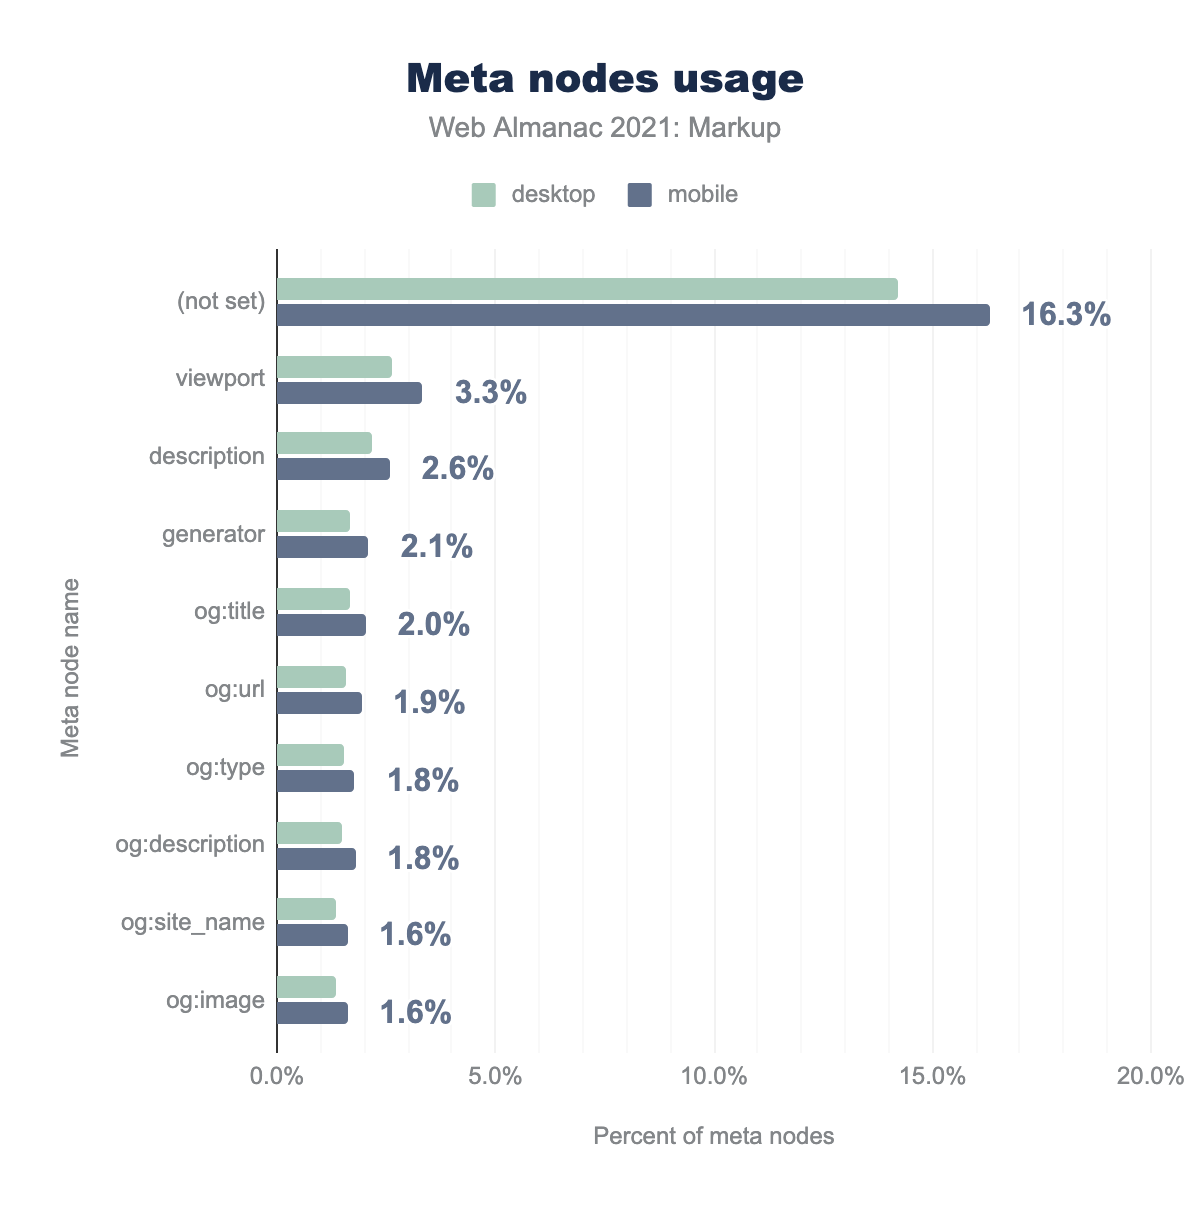 Meta nodes usage
Web Almanac 2021: Markup
desktop mobile
(not set) 16.3%
viewport 3.3%
description 2.6%
generator 2.1%
og:title 2.0%
og:url 1.9%
og:type 1.8%
og:description 1.8%
og:site_name 1.6%
og:image 1.6%
Meta node name
0.0% 5.0% 10.0% 15.0% 20.0%
Percent of meta nodes